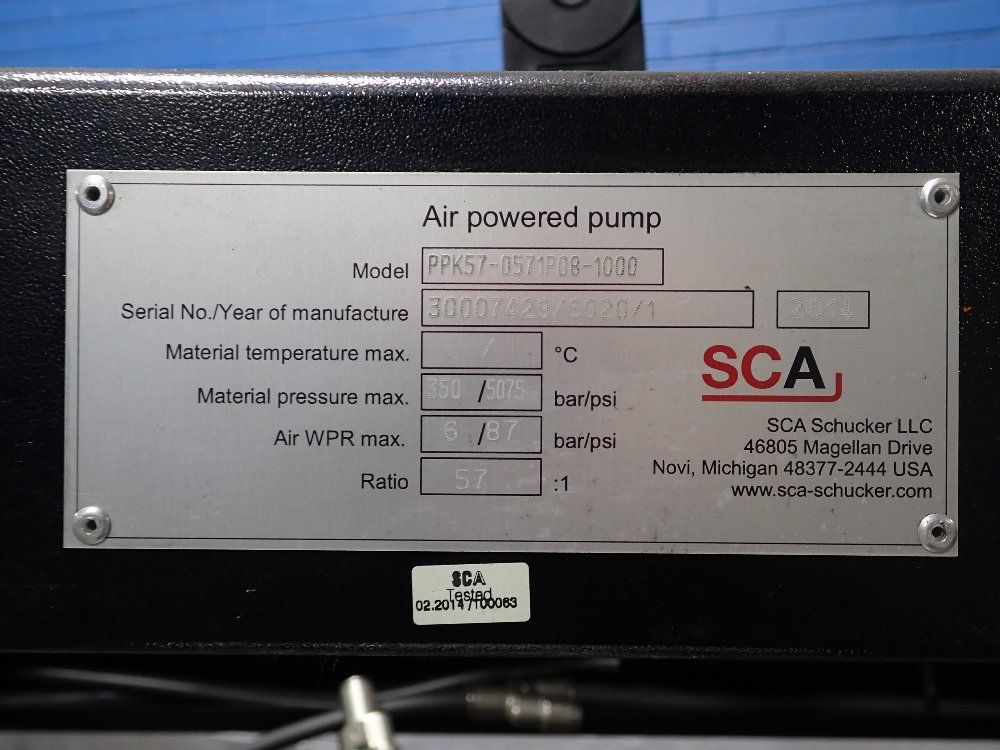 Air powered pump
Model PPK57-0571P08-1000
Serial No./Year of manufacture 30007429/S020/1 2014
Material temperature max. / °C
Material pressure max. 350 /5075 bar/psi
Air WPR max. 6 /87 bar/psi
Ratio 57 :1
SCA
SCA Schucker LLC
46805 Magellan Drive
Novi, Michigan 48377-2444 USA
www.sca-schucker.com
SCA
Tested
02.2014/100063